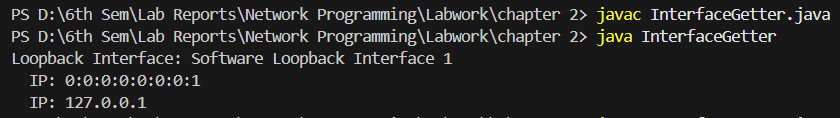 PS D:\6th Sem\Lab Reports\Network Programming\Labwork\chapter 2> javac InterfaceGetter.java
PS D:\6th Sem\Lab Reports\Network Programming\Labwork\chapter 2> java InterfaceGetter
Loopback Interface: Software Loopback Interface 1
  IP: 0:0:0:0:0:0:0:1
  IP: 127.0.0.1